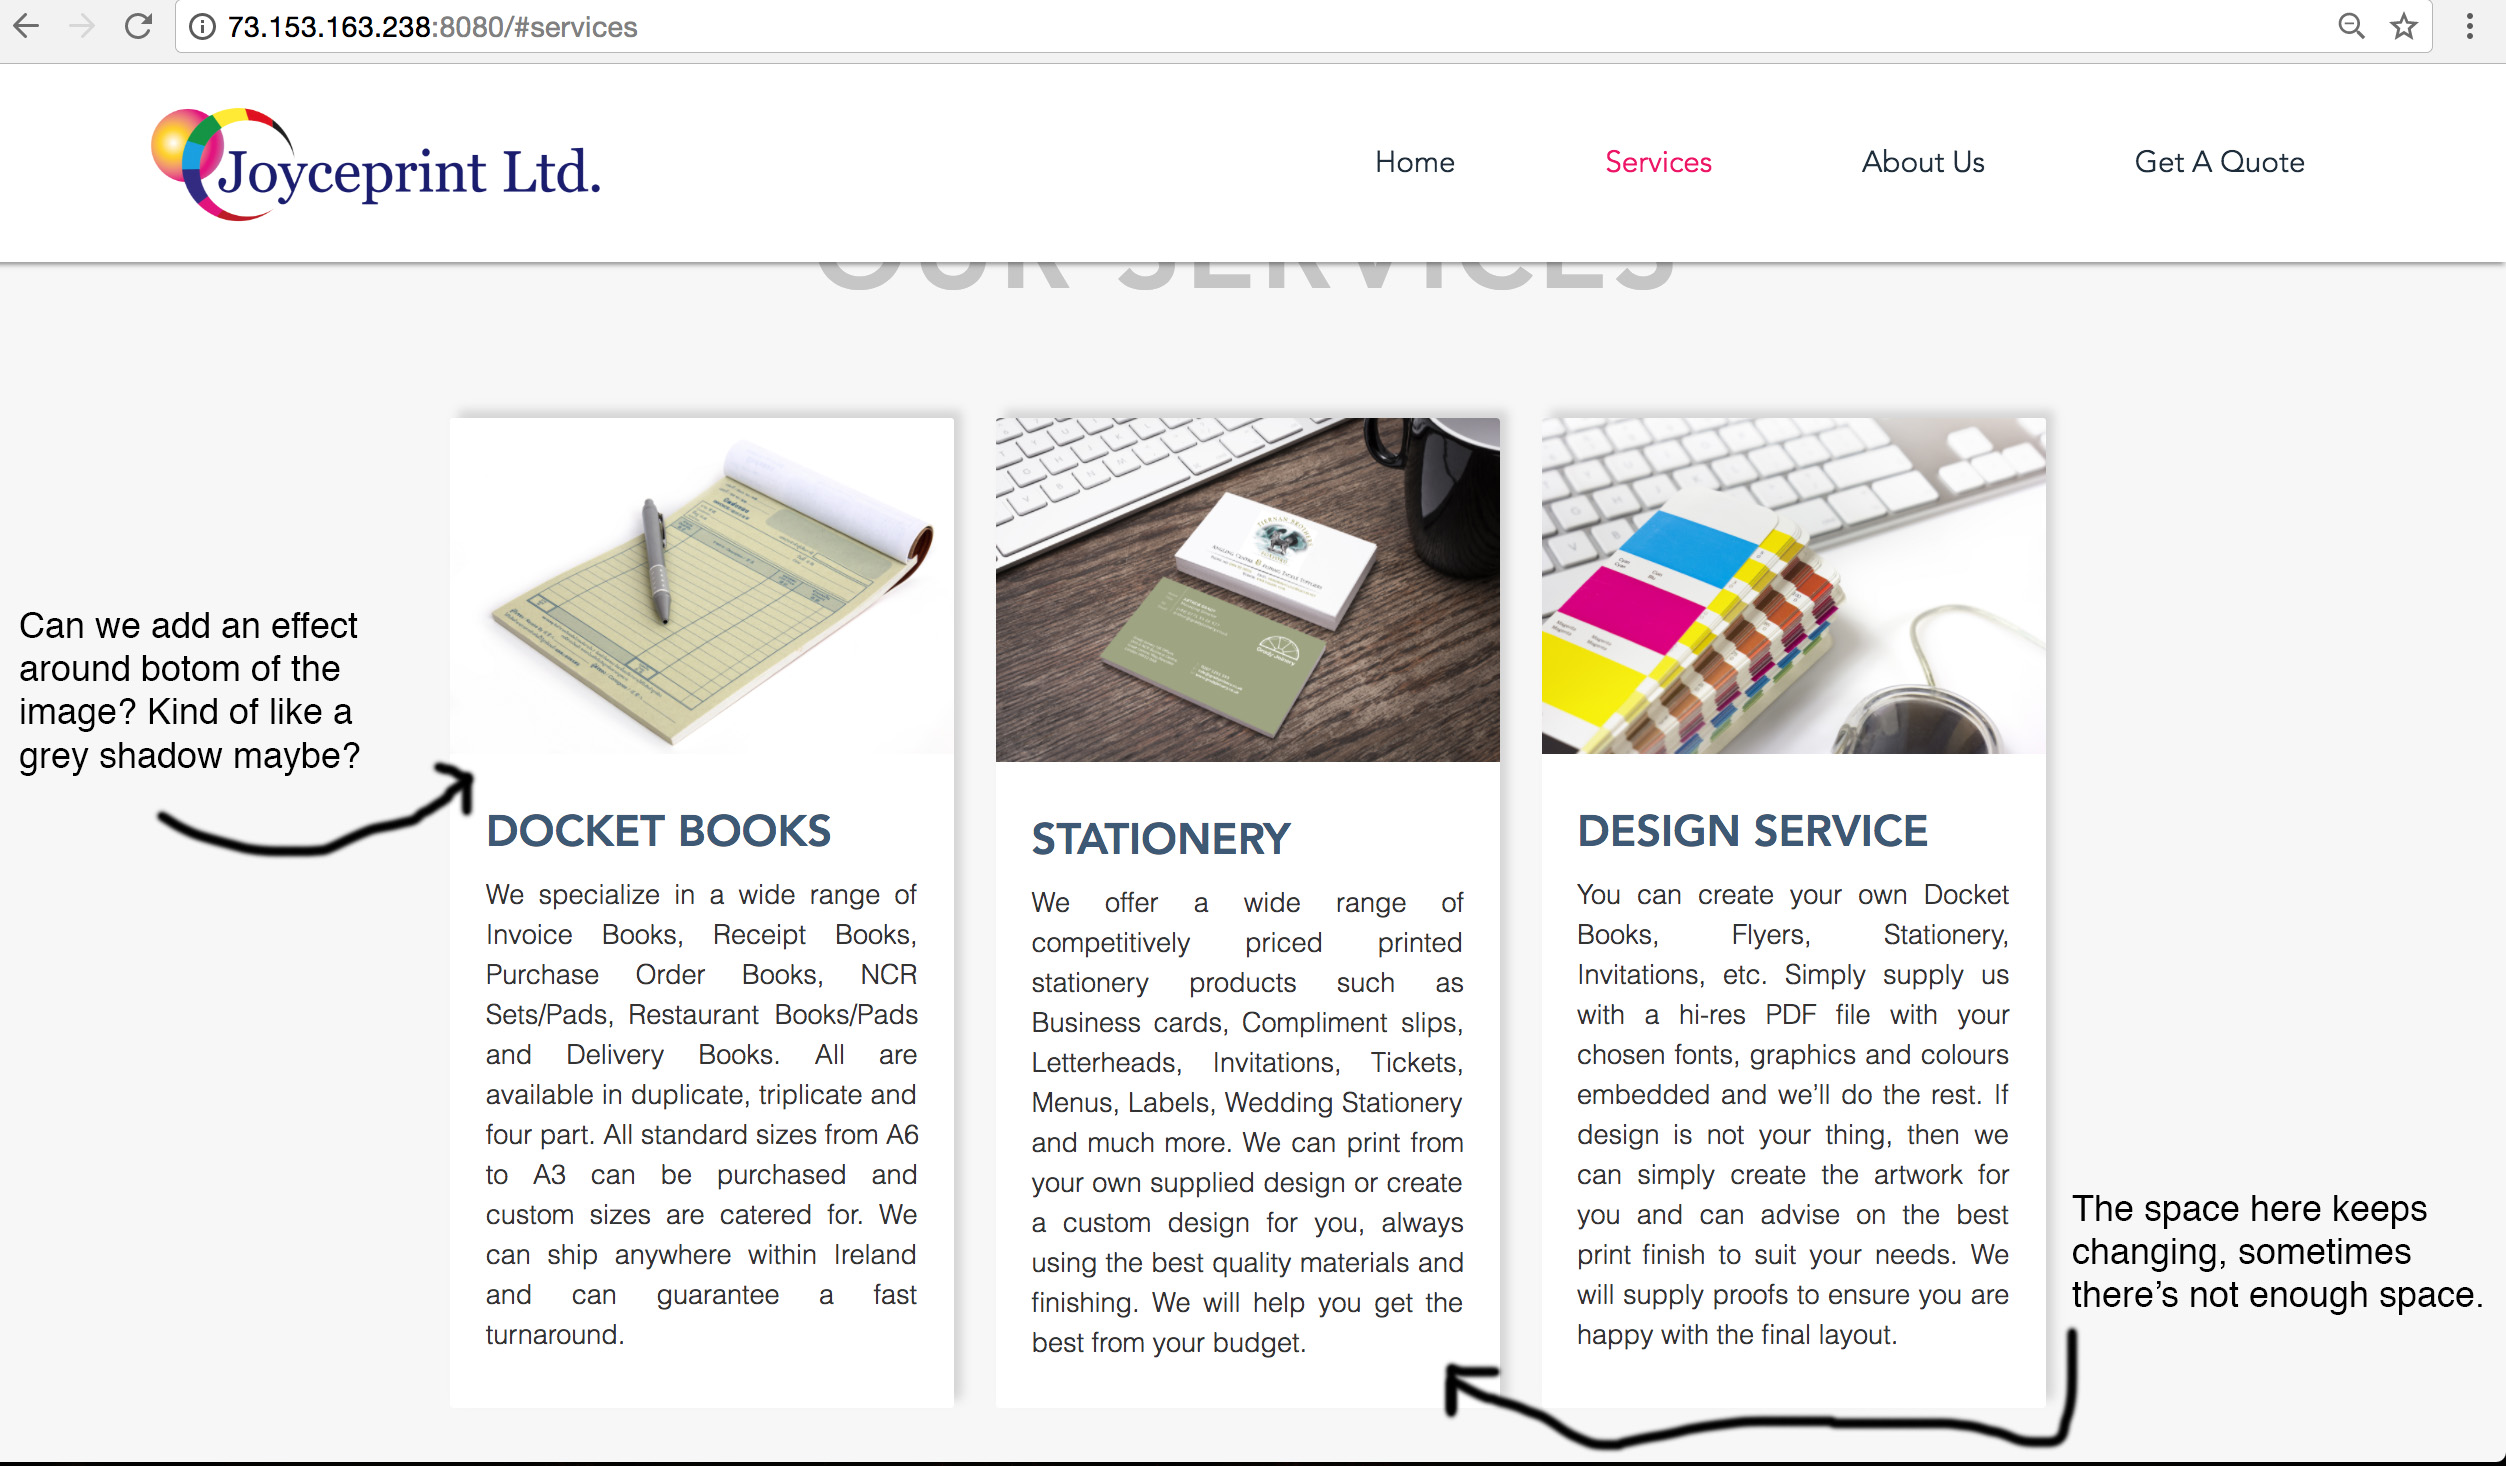 73.153.163.238:8080/#services
Joyceprint Ltd.
Home
Services
About Us
Get A Quote
OUR SERVICES
Can we add an effect
around botom of the
image? Kind of like a
grey shadow maybe?
DOCKET BOOKS
We specialize in a wide range of
Invoice Books, Receipt Books,
Purchase Order Books, NCR
Sets/Pads, Restaurant Books/Pads
and Delivery Books. All are
available in duplicate, triplicate and
four part. All standard sizes from A6
to A3 can be purchased and
custom sizes are catered for. We
can ship anywhere within Ireland
and can guarantee a fast
turnaround.
STATIONERY
We offer a wide range of
competitively priced printed
stationery products such as
Business cards, Compliment slips,
Letterheads, Invitations, Tickets,
Menus, Labels, Wedding Stationery
and much more. We can print from
your own supplied design or create
a custom design for you, always
using the best quality materials and
finishing. We will help you get the
best from your budget.
DESIGN SERVICE
You can create your own Docket
Books, Flyers, Stationery,
Invitations, etc. Simply supply us
with a hi-res PDF file with your
chosen fonts, graphics and colours
embedded and we’ll do the rest. If
design is not your thing, then we
can simply create the artwork for
you and can advise on the best
print finish to suit your needs. We
will supply proofs to ensure you are
happy with the final layout.
The space here keeps
changing, sometimes
there’s not enough space.